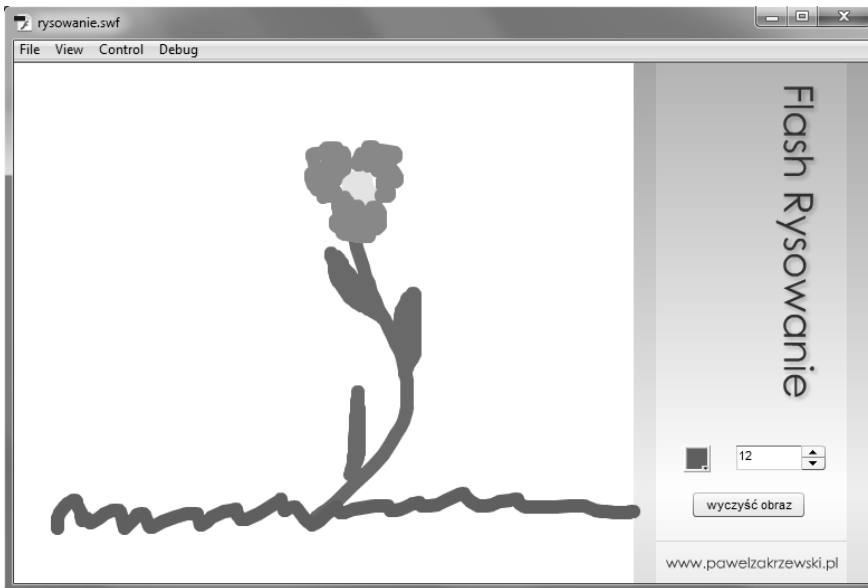 rysowanie.swf
File View Control Debug
Flash Rysowanie
12
wyczyść obraz
www.pawelzakrzewski.pl